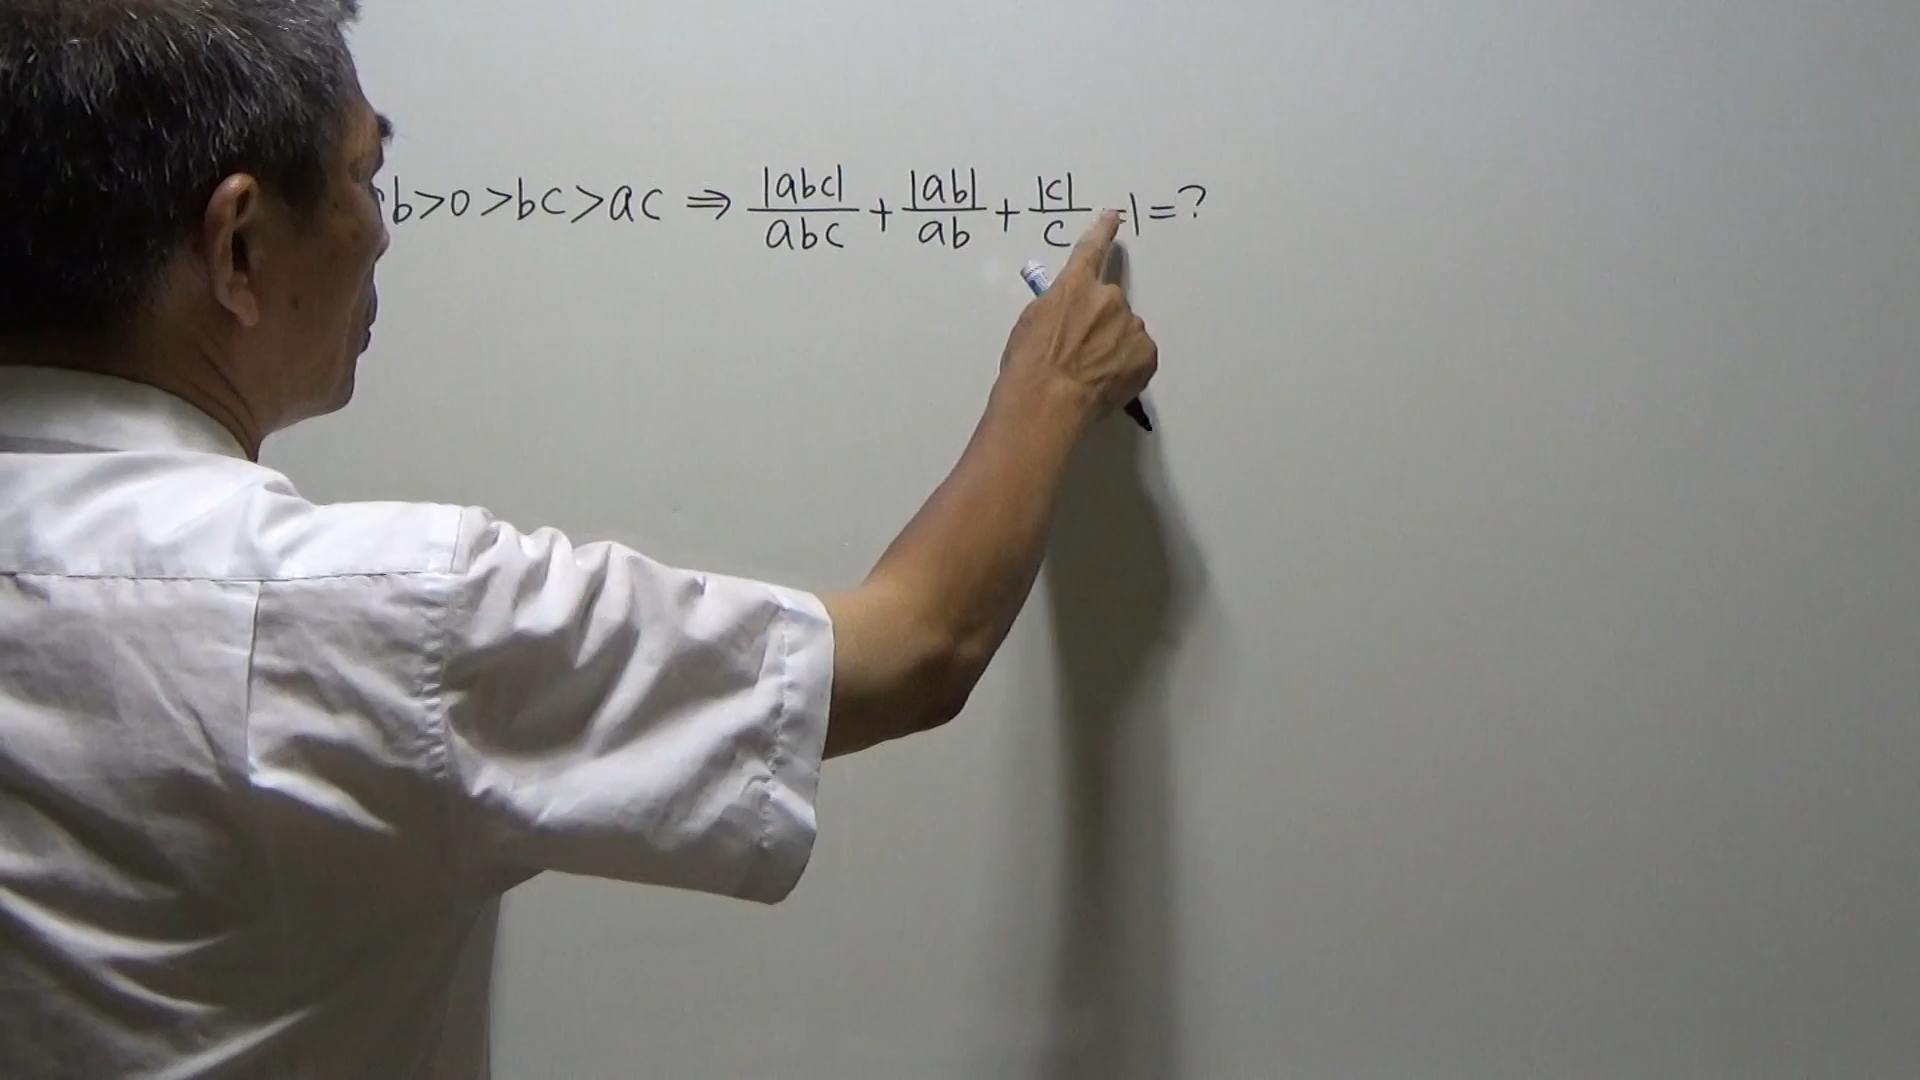 b>0>bc>ac ⇒ |abc|/abc + |ab|/ab + |c|/c - 1 = ?